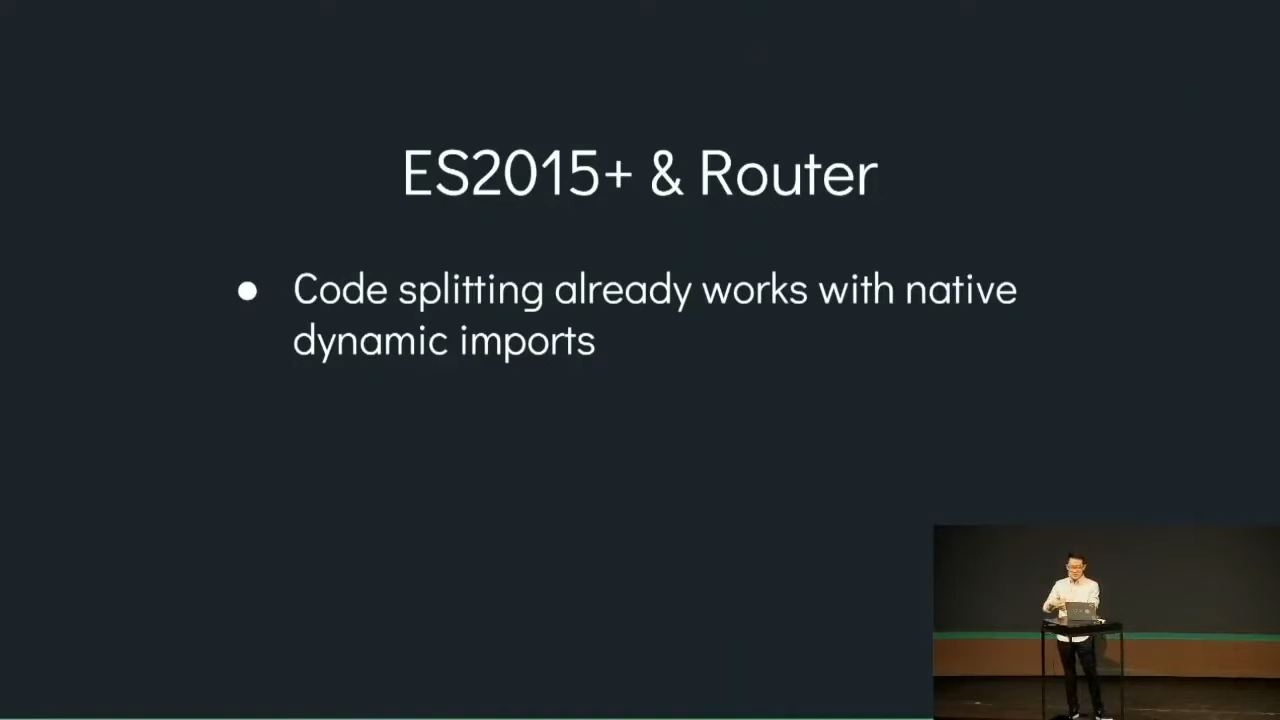 ES2015+ & Router
● Code splitting already works with native
dynamic imports